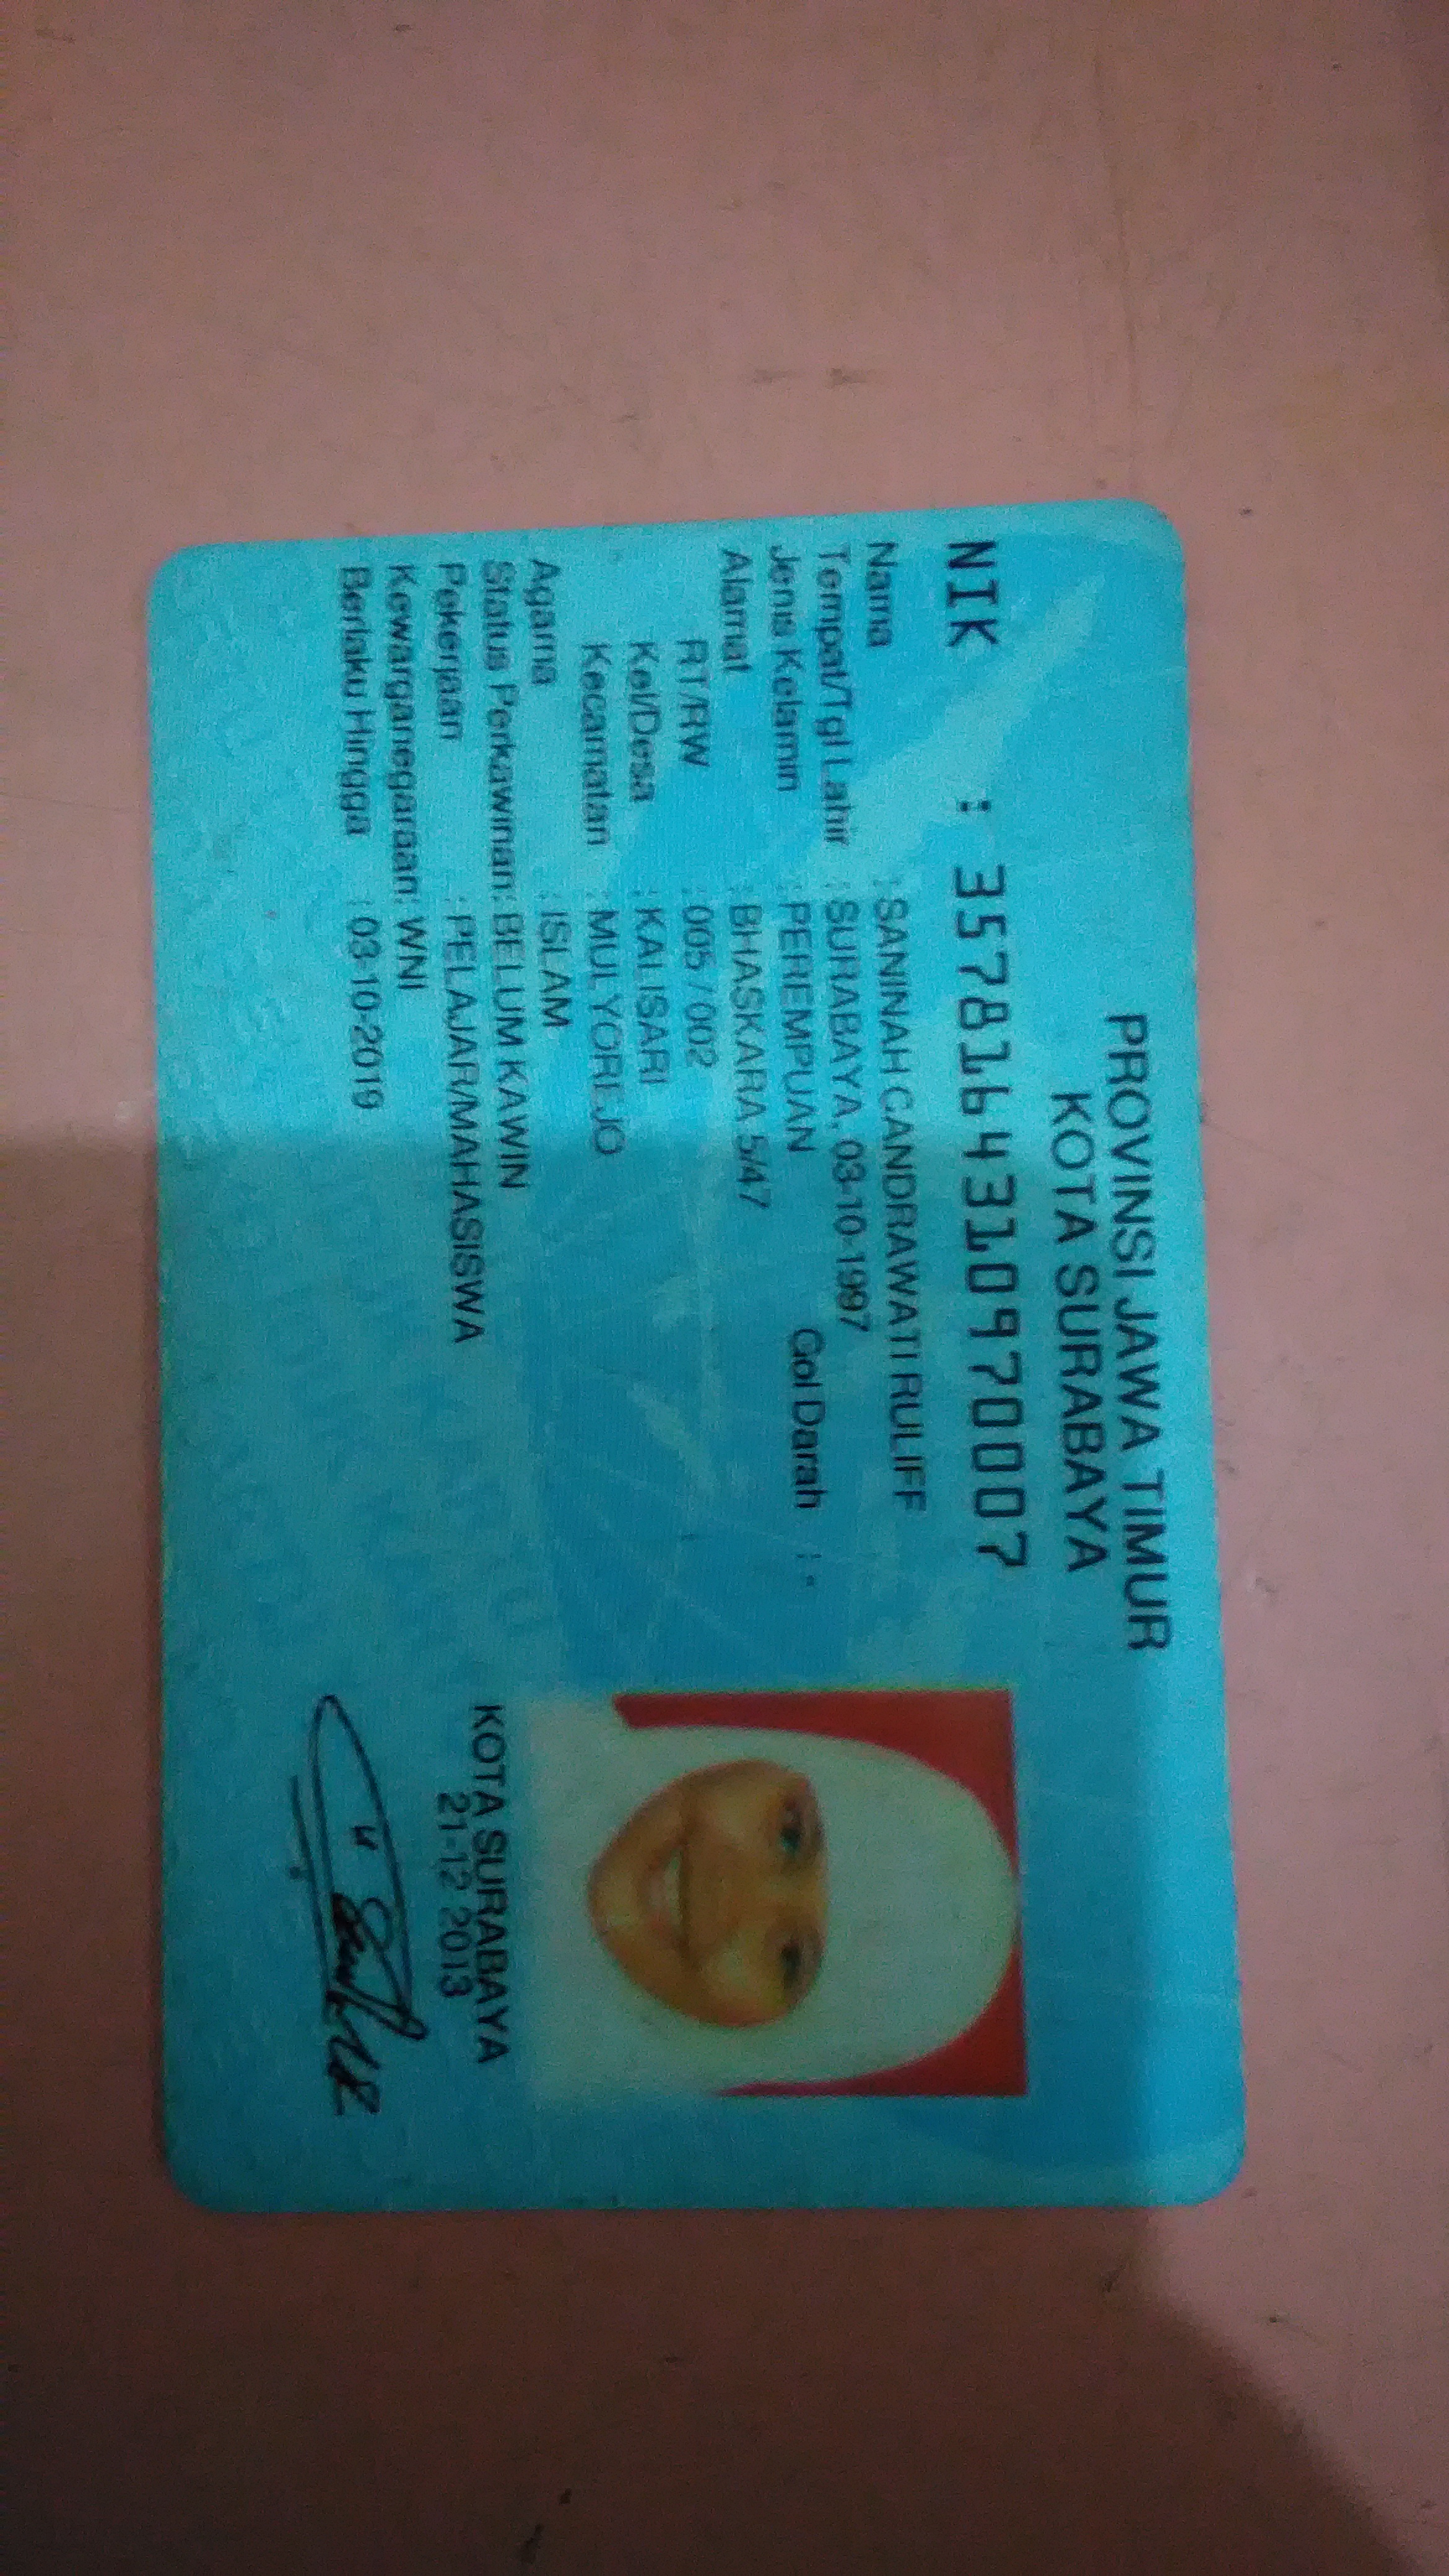 PROVINSI JAWA TIMUR
KOTA SURABAYA
NIK : 3578164310970007
Nama : SANINAH CANDRAWATI RULIFF
Tempat/Tgl Lahir : SURABAYA, 03-10-1997
Jenis Kelamin : PEREMPUAN Gol Darah : -
Alamat : BHASKARA 5/47
RT/RW : 005 / 002
Kel/Desa : KALISARI
Kecamatan : MULYOREJO
Agama : ISLAM
Status Perkawinan: BELUM KAWIN
Pekerjaan : PELAJAR/MAHASISWA
Kewarganegaraan: WNI
Berlaku Hingga : 03-10-2019
KOTA SURABAYA
21-12-2013